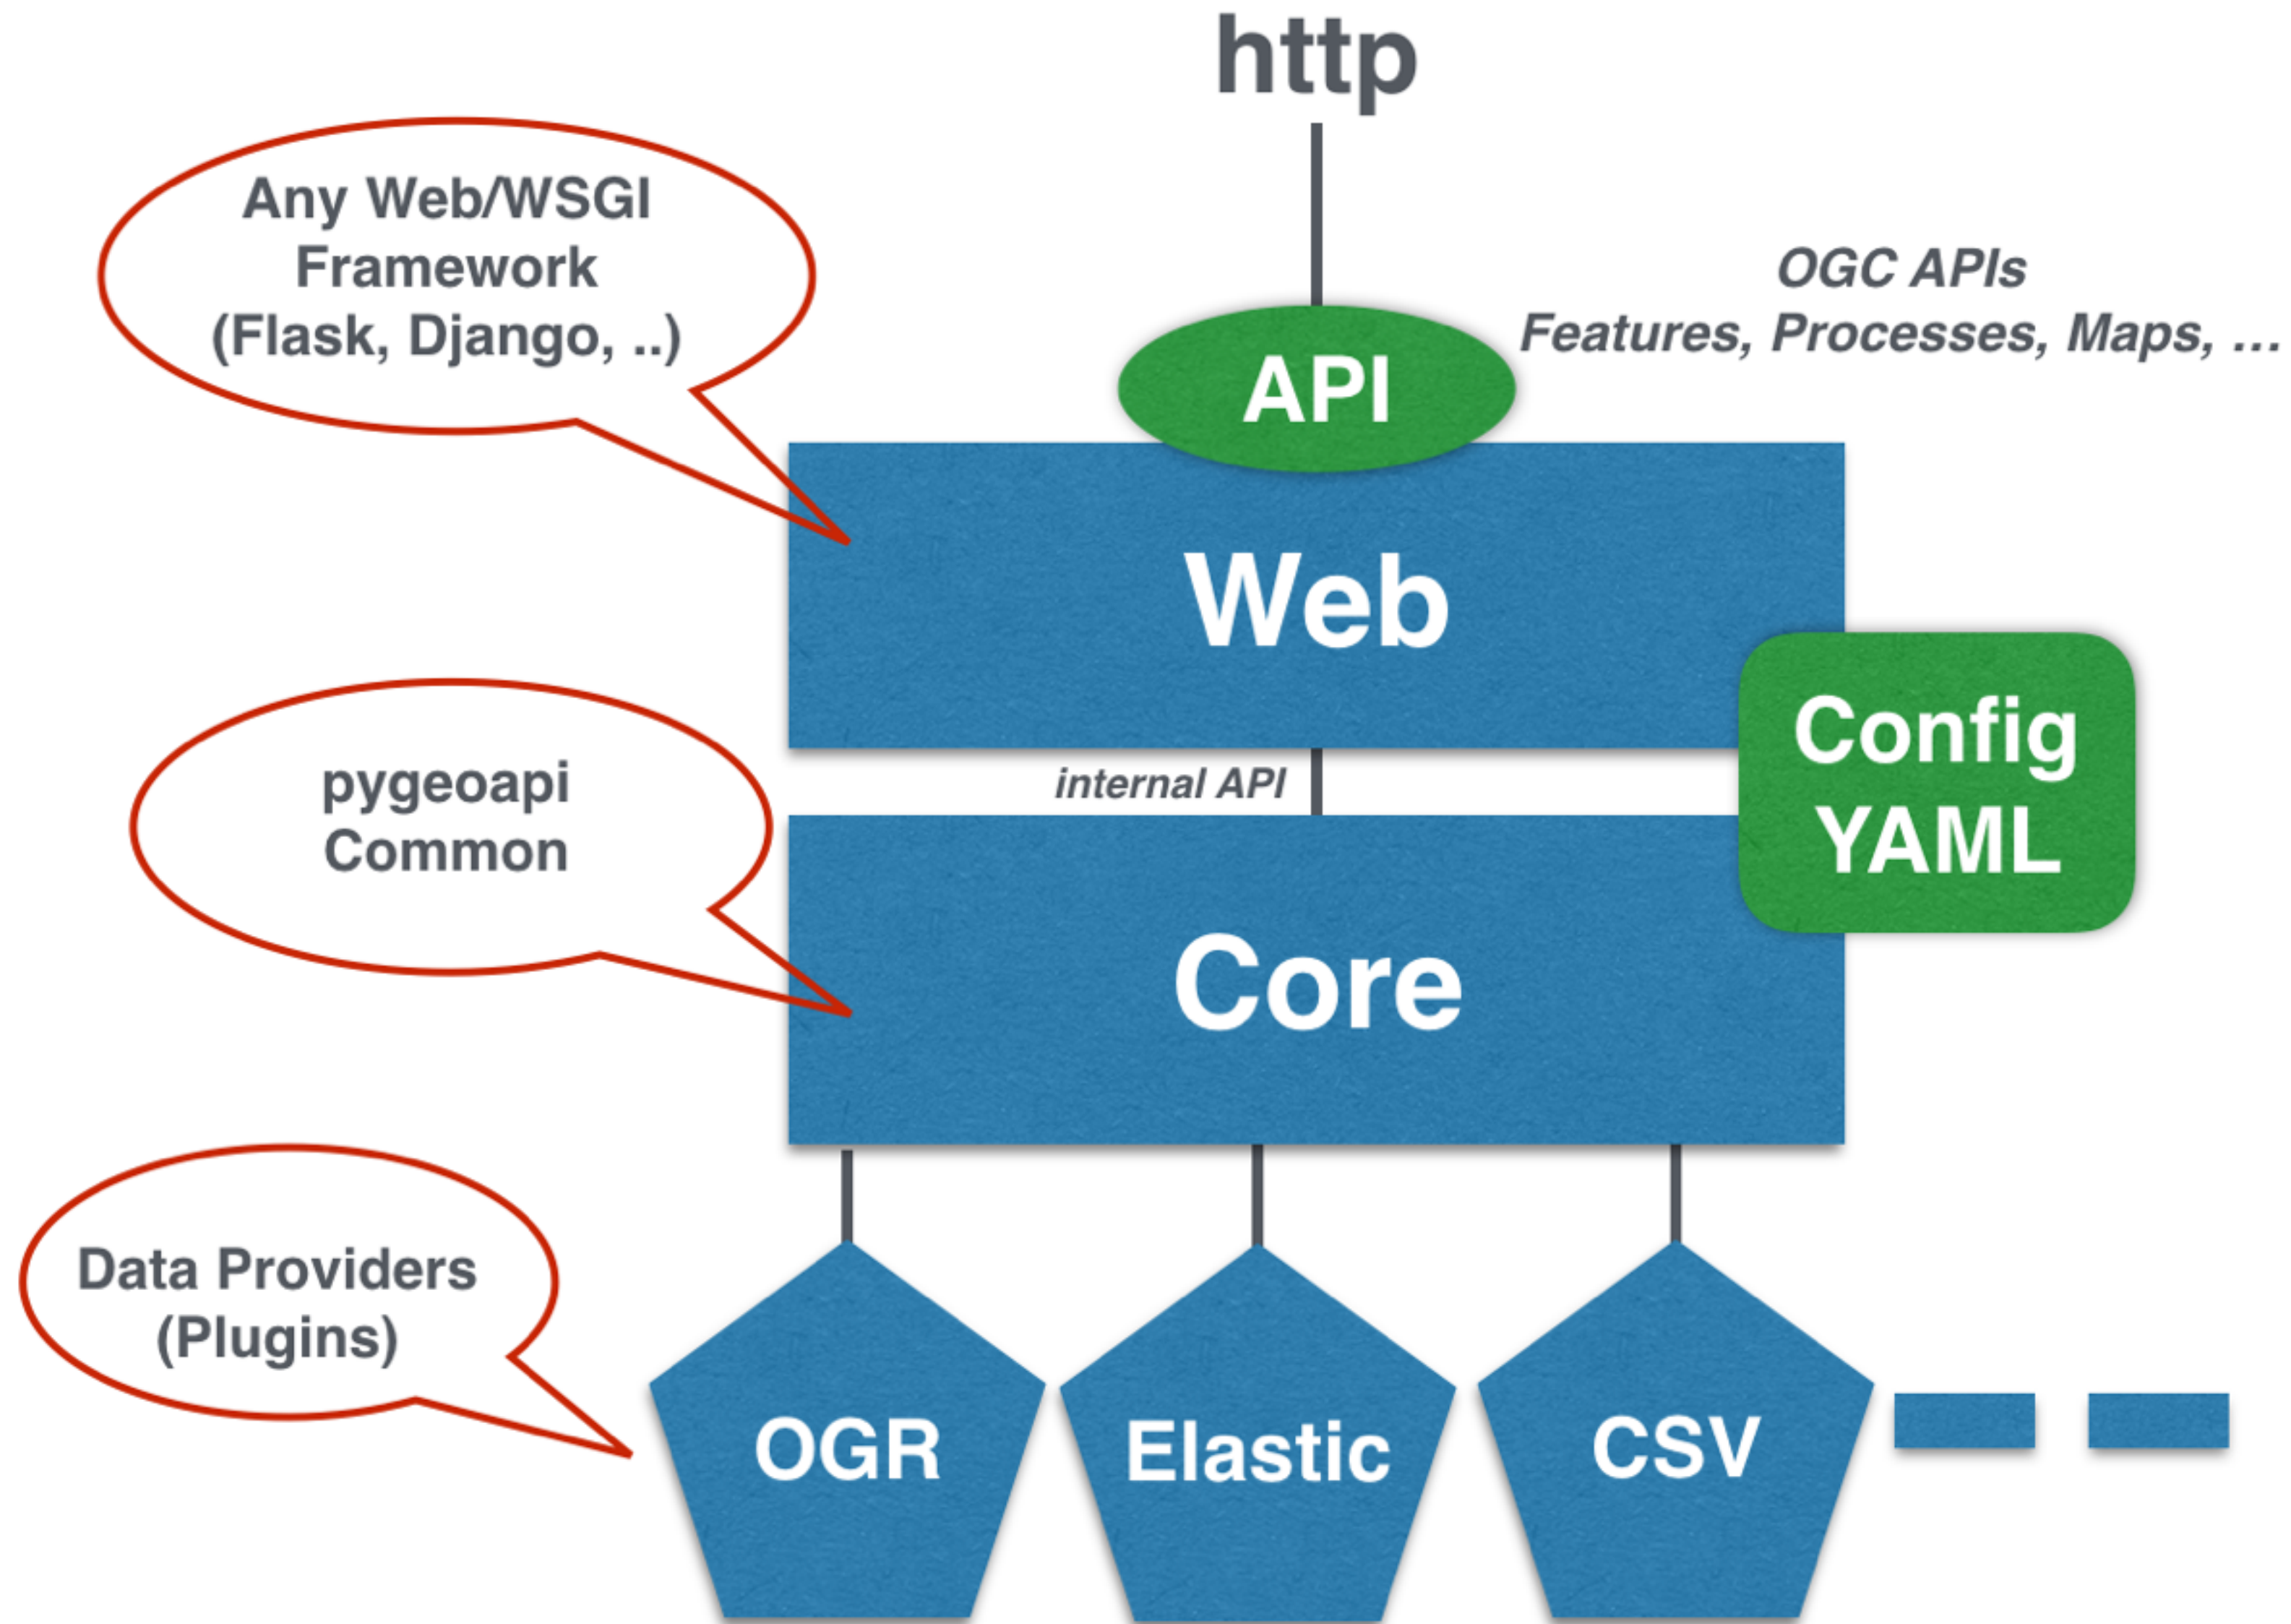 http
Any Web/WSGI
Framework
(Flask, Django, ..)
OGC APIs
Features, Processes, Maps, ...
API
Web
Config
YAML
internal API
pygeoapi
Common
Core
Data Providers
(Plugins)
OGR
Elastic
CSV